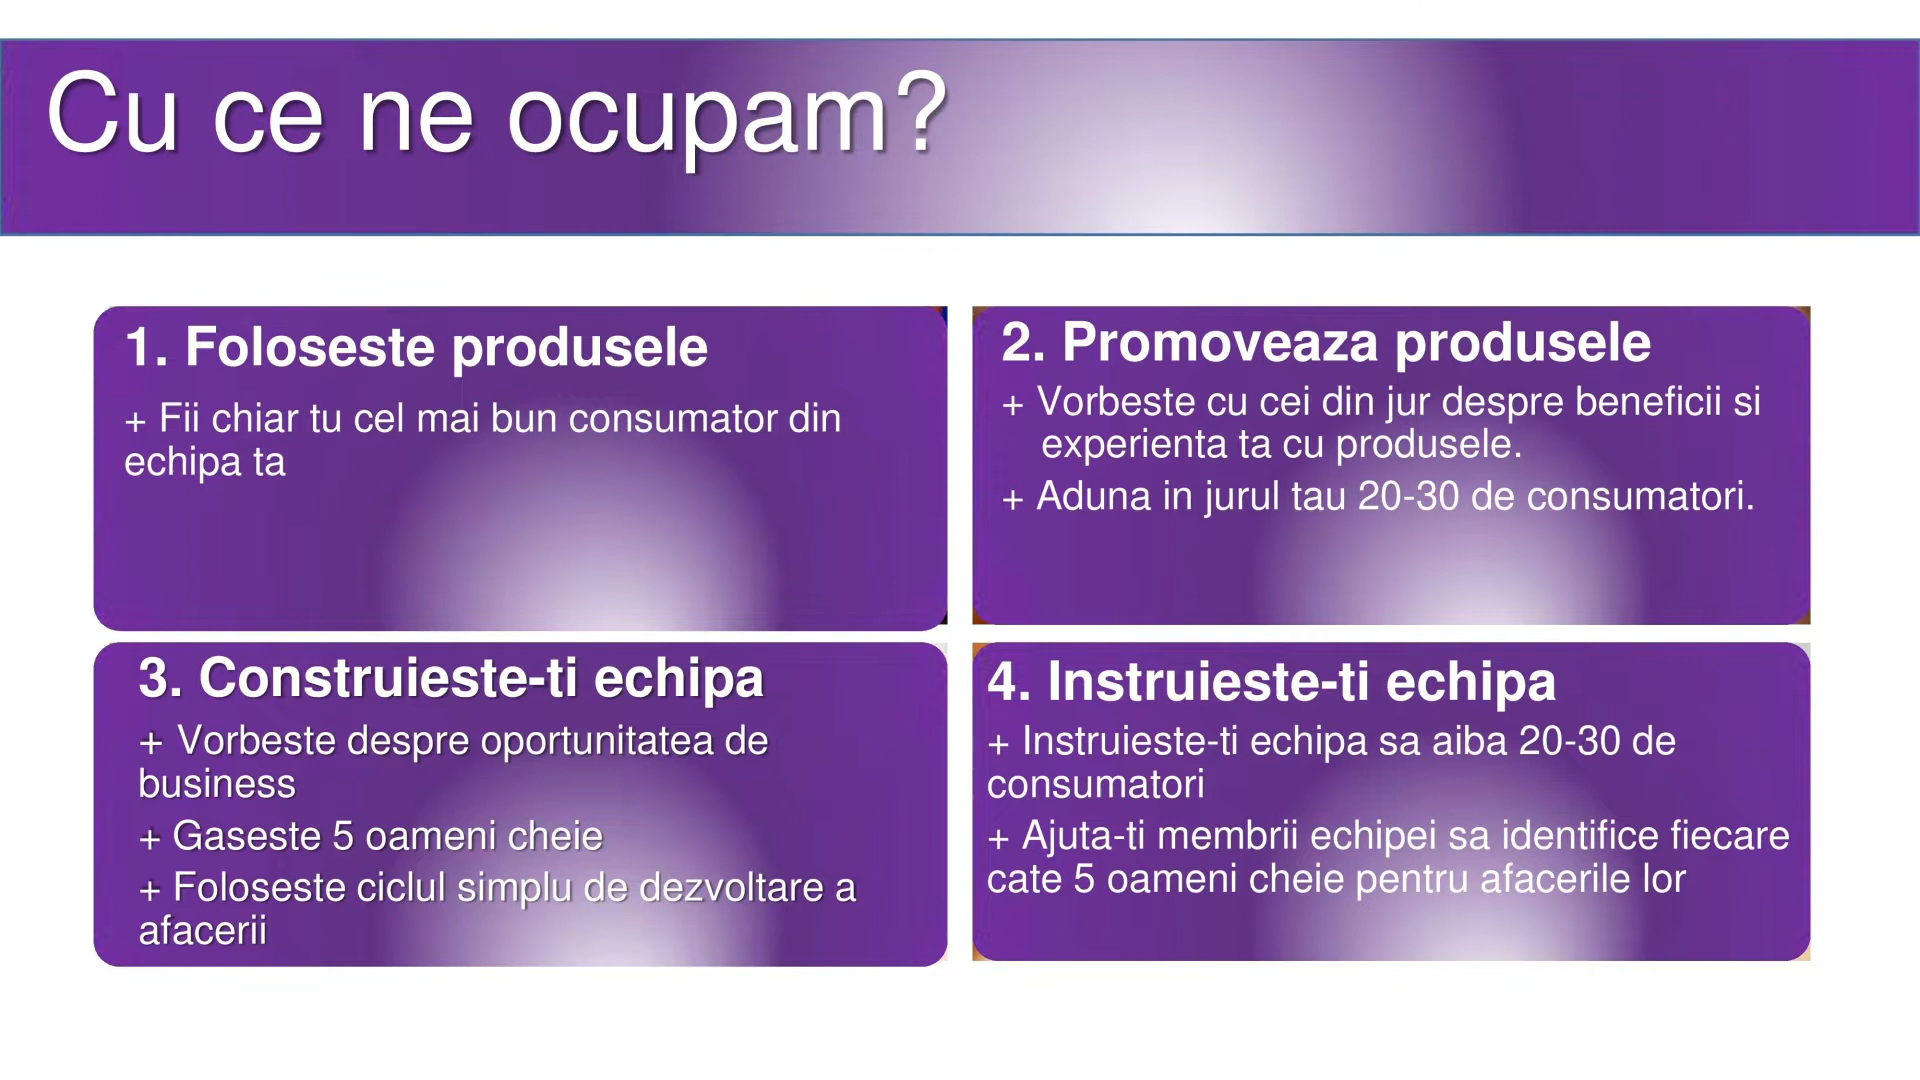 Cu ce ne ocupam?
1. Foloseste produsele
+ Fii chiar tu cel mai bun consumator din
echipa ta
2. Promoveaza produsele
+ Vorbeste cu cei din jur despre beneficii si
experienta ta cu produsele.
+ Aduna in jurul tau 20-30 de consumatori.
3. Construieste-ti echipa
+ Vorbeste despre oportunitatea de
business
+ Gaseste 5 oameni cheie
+ Foloseste ciclul simplu de dezvoltare a
afacerii
4. Instruieste-ti echipa
+ Instruieste-ti echipa sa aiba 20-30 de
consumatori
+ Ajuta-ti membrii echipei sa identifice fiecare
cate 5 oameni cheie pentru afacerile lor